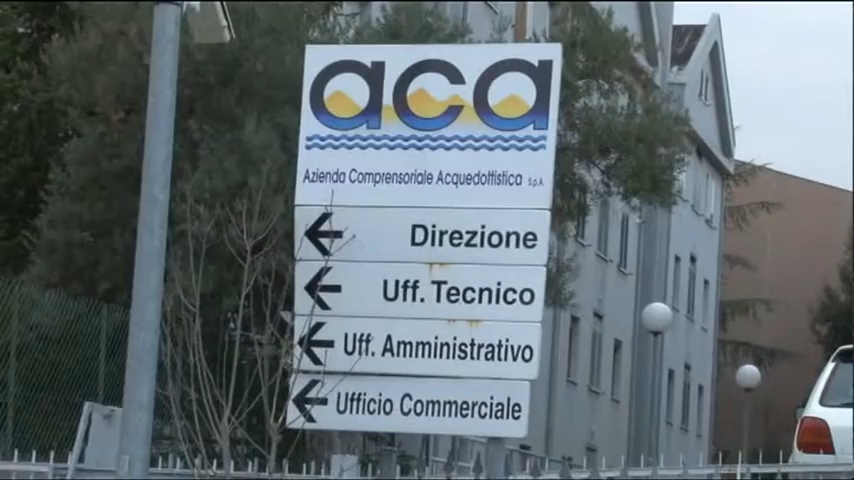 aca
Azienda Comprensoriale Acquedottistica S.p.A.
Direzione
Uff. Tecnico
Uff. Amministrativo
Ufficio Commerciale